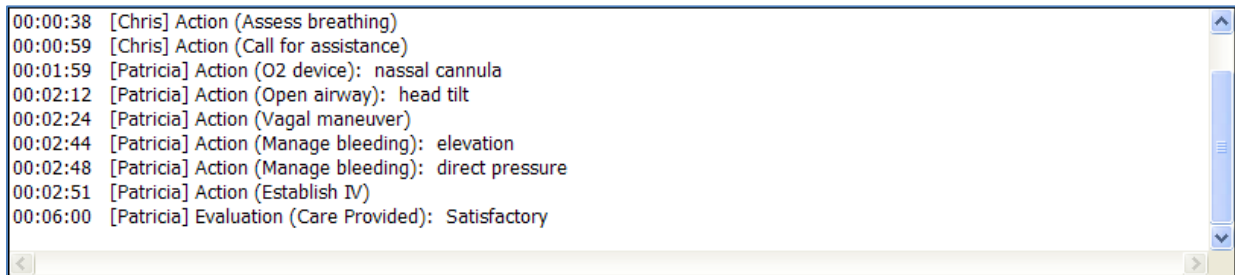 00:00:38 [Chris] Action (Assess breathing)
00:00:59 [Chris] Action (Call for assistance)
00:01:59 [Patricia] Action (O2 device): nassal cannula
00:02:12 [Patricia] Action (Open airway): head tilt
00:02:24 [Patricia] Action (Vagal maneuver)
00:02:44 [Patricia] Action (Manage bleeding): elevation
00:02:48 [Patricia] Action (Manage bleeding): direct pressure
00:02:51 [Patricia] Action (Establish IV)
00:06:00 [Patricia] Evaluation (Care Provided): Satisfactory